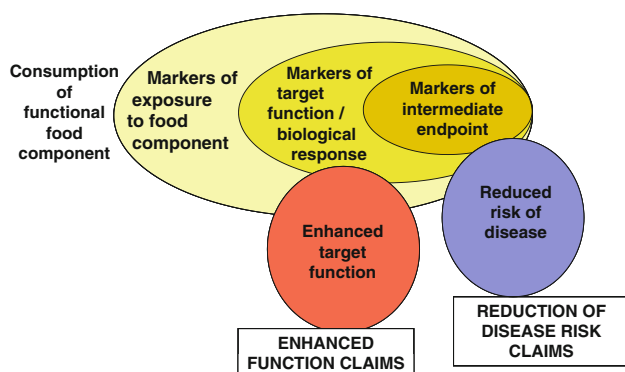 Consumption
of
functional
food
component
Markers of
exposure
to food
component
Markers of
target
function /
biological
response
Markers of
intermediate
endpoint
Enhanced
target
function
Reduced
risk of
disease
ENHANCED
FUNCTION CLAIMS
REDUCTION OF
DISEASE RISK
CLAIMS